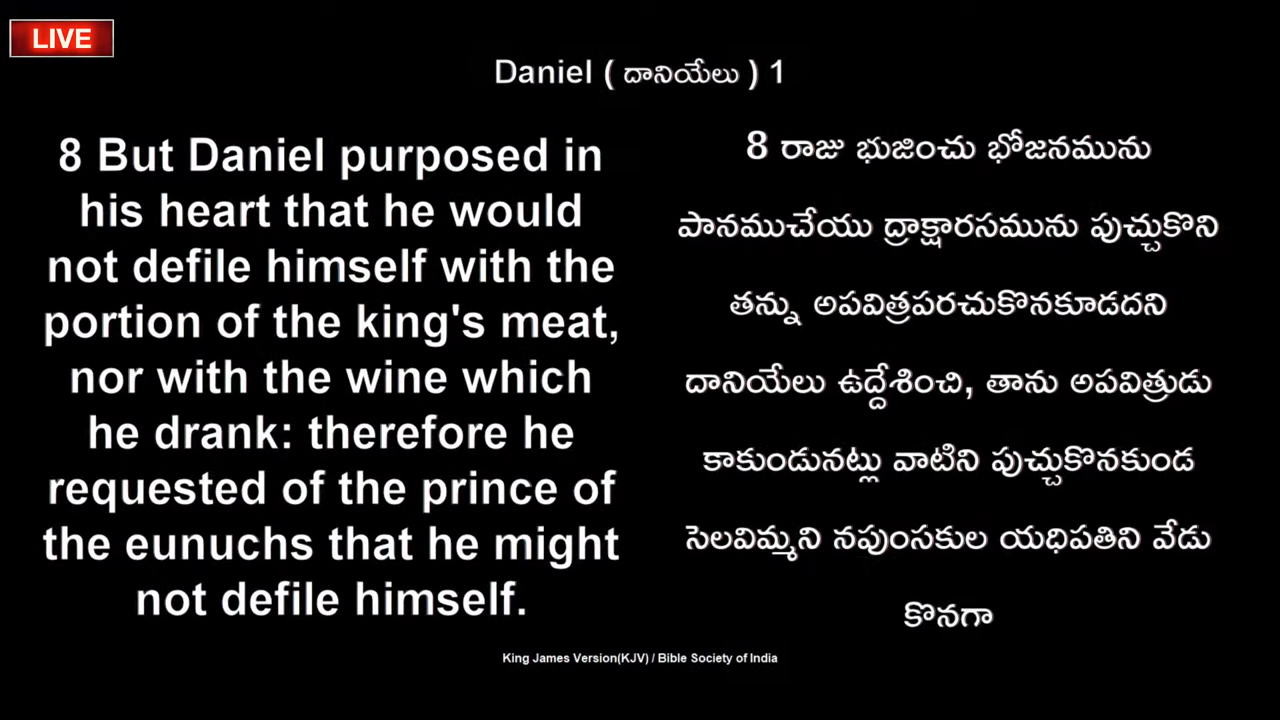 LIVE
Daniel ( దానియేలు ) 1
8 But Daniel purposed in
his heart that he would
not defile himself with the
portion of the king's meat,
nor with the wine which
he drank: therefore he
requested of the prince of
the eunuchs that he might
not defile himself.
8 రాజు భుజించు భోజనమును
పానముచేయు ద్రాక్షారసమును పుచ్చుకొని
తన్ను అపవిత్రపరచుకొనకూడదని
దానియేలు ఉద్దేశించి, తాను అపవిత్రుడు
కాకుండునట్లు వాటిని పుచ్చుకొనకుండ
సెలవిమ్మని నపుంసకుల యధిపతిని వేడు
కొనగా
King James Version(KJV) / Bible Society of India